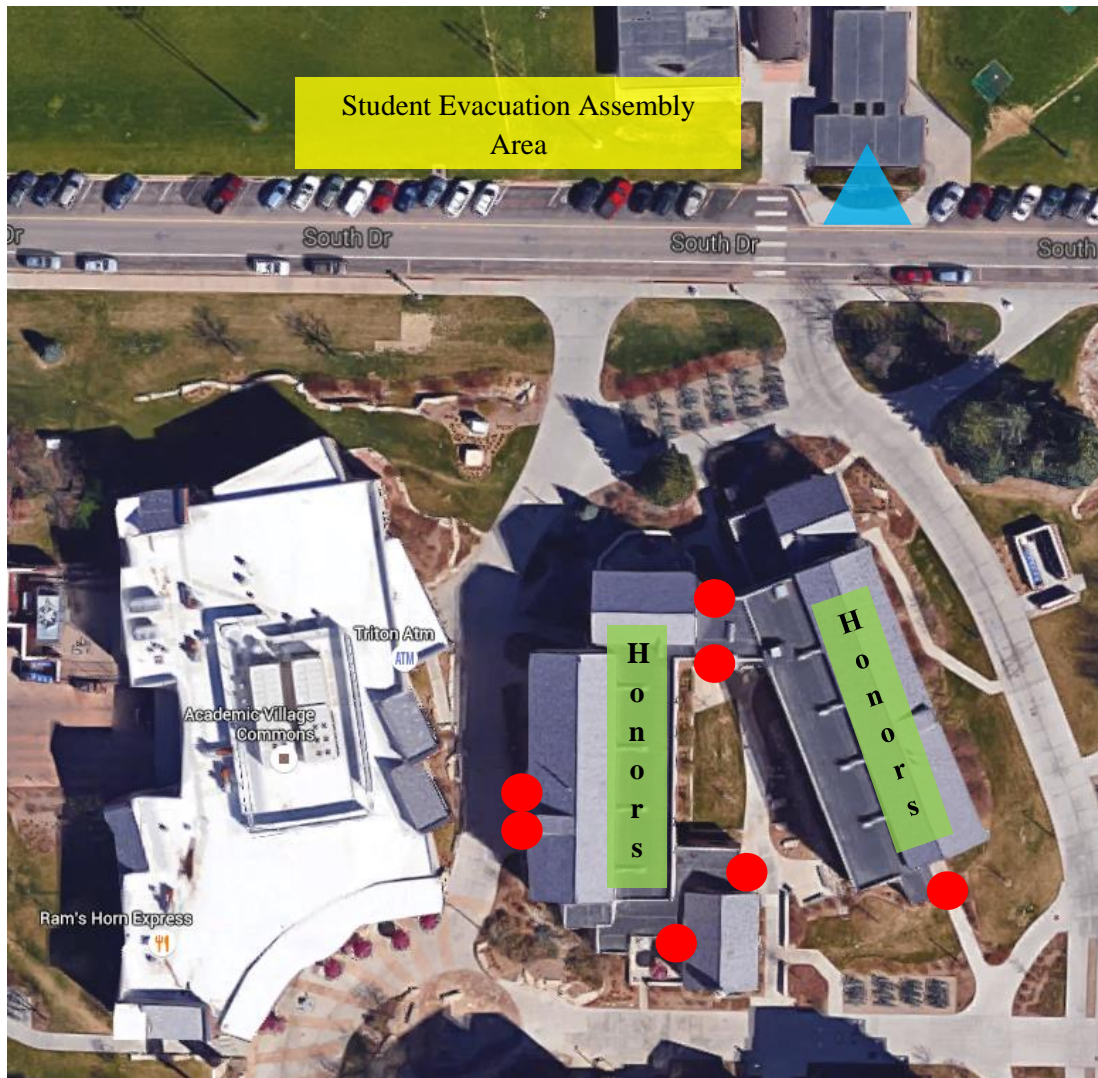 Student Evacuation Assembly
Area
Dr
South Dr
South Dr
South
Triton Atm
ATM
Academic Village
Commons
Ram's Horn Express
H
o
n
o
r
s
H
o
n
o
r
s